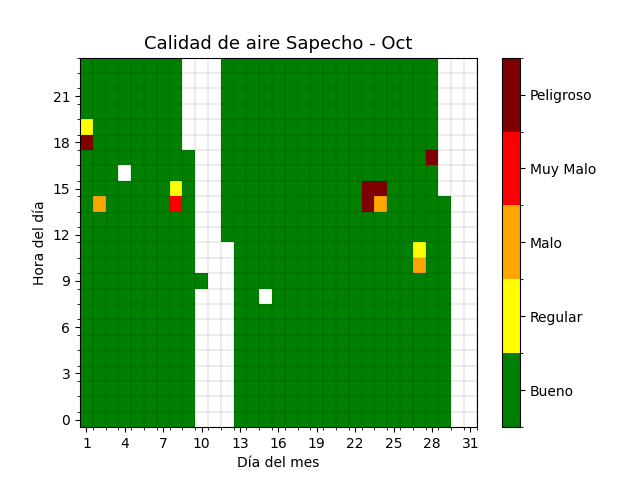 Calidad de aire Sapecho - Oct
Hora del día
21
18
15
12
9
6
3
0
1 4 7 10 13 16 19 22 25 28 31
Día del mes
Peligroso
Muy Malo
Malo
Regular
Bueno